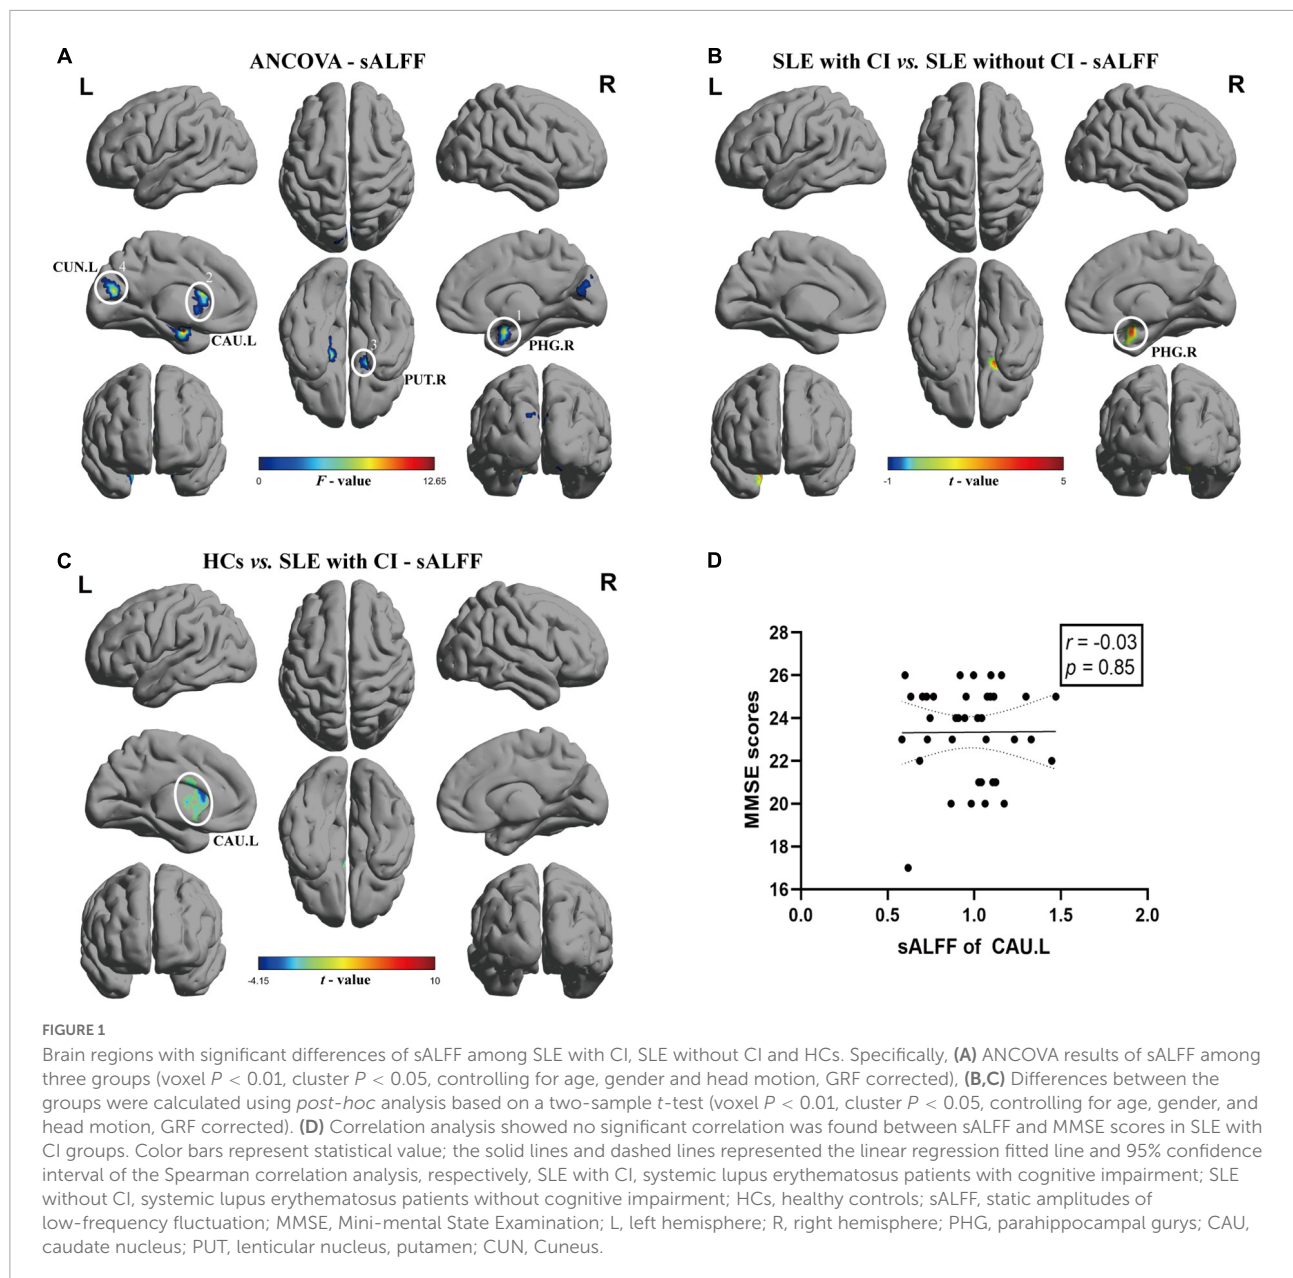 A
ANCOVA - sALFF
L
R
CUN.L
4
2
CAU.L
1
PHG.R
3
PUT.R
0
F - value
12.65
B
SLE with CI vs. SLE without CI - sALFF
L
R
PHG.R
-1
t - value
5
C
HCs vs. SLE with CI - sALFF
L
R
CAU.L
-4.15
t - value
10
D
r = -0.03
p = 0.85
MMSE scores
28
26
24
22
20
18
16
0.0
0.5
1.0
1.5
2.0
sALFF of CAU.L
FIGURE 1
Brain regions with significant differences of sALFF among SLE with CI, SLE without CI and HCs. Specifically, (A) ANCOVA results of sALFF among
three groups (voxel P < 0.01, cluster P < 0.05, controlling for age, gender and head motion, GRF corrected), (B,C) Differences between the
groups were calculated using post-hoc analysis based on a two-sample t-test (voxel P < 0.01, cluster P < 0.05, controlling for age, gender, and
head motion, GRF corrected). (D) Correlation analysis showed no significant correlation was found between sALFF and MMSE scores in SLE with
CI groups. Color bars represent statistical value; the solid lines and dashed lines represented the linear regression fitted line and 95% confidence
interval of the Spearman correlation analysis, respectively, SLE with CI, systemic lupus erythematosus patients with cognitive impairment; SLE
without CI, systemic lupus erythematosus patients without cognitive impairment; HCs, healthy controls; sALFF, static amplitudes of
low-frequency fluctuation; MMSE, Mini-mental State Examination; L, left hemisphere; R, right hemisphere; PHG, parahippocampal gurys; CAU,
caudate nucleus; PUT, lenticular nucleus, putamen; CUN, Cuneus.